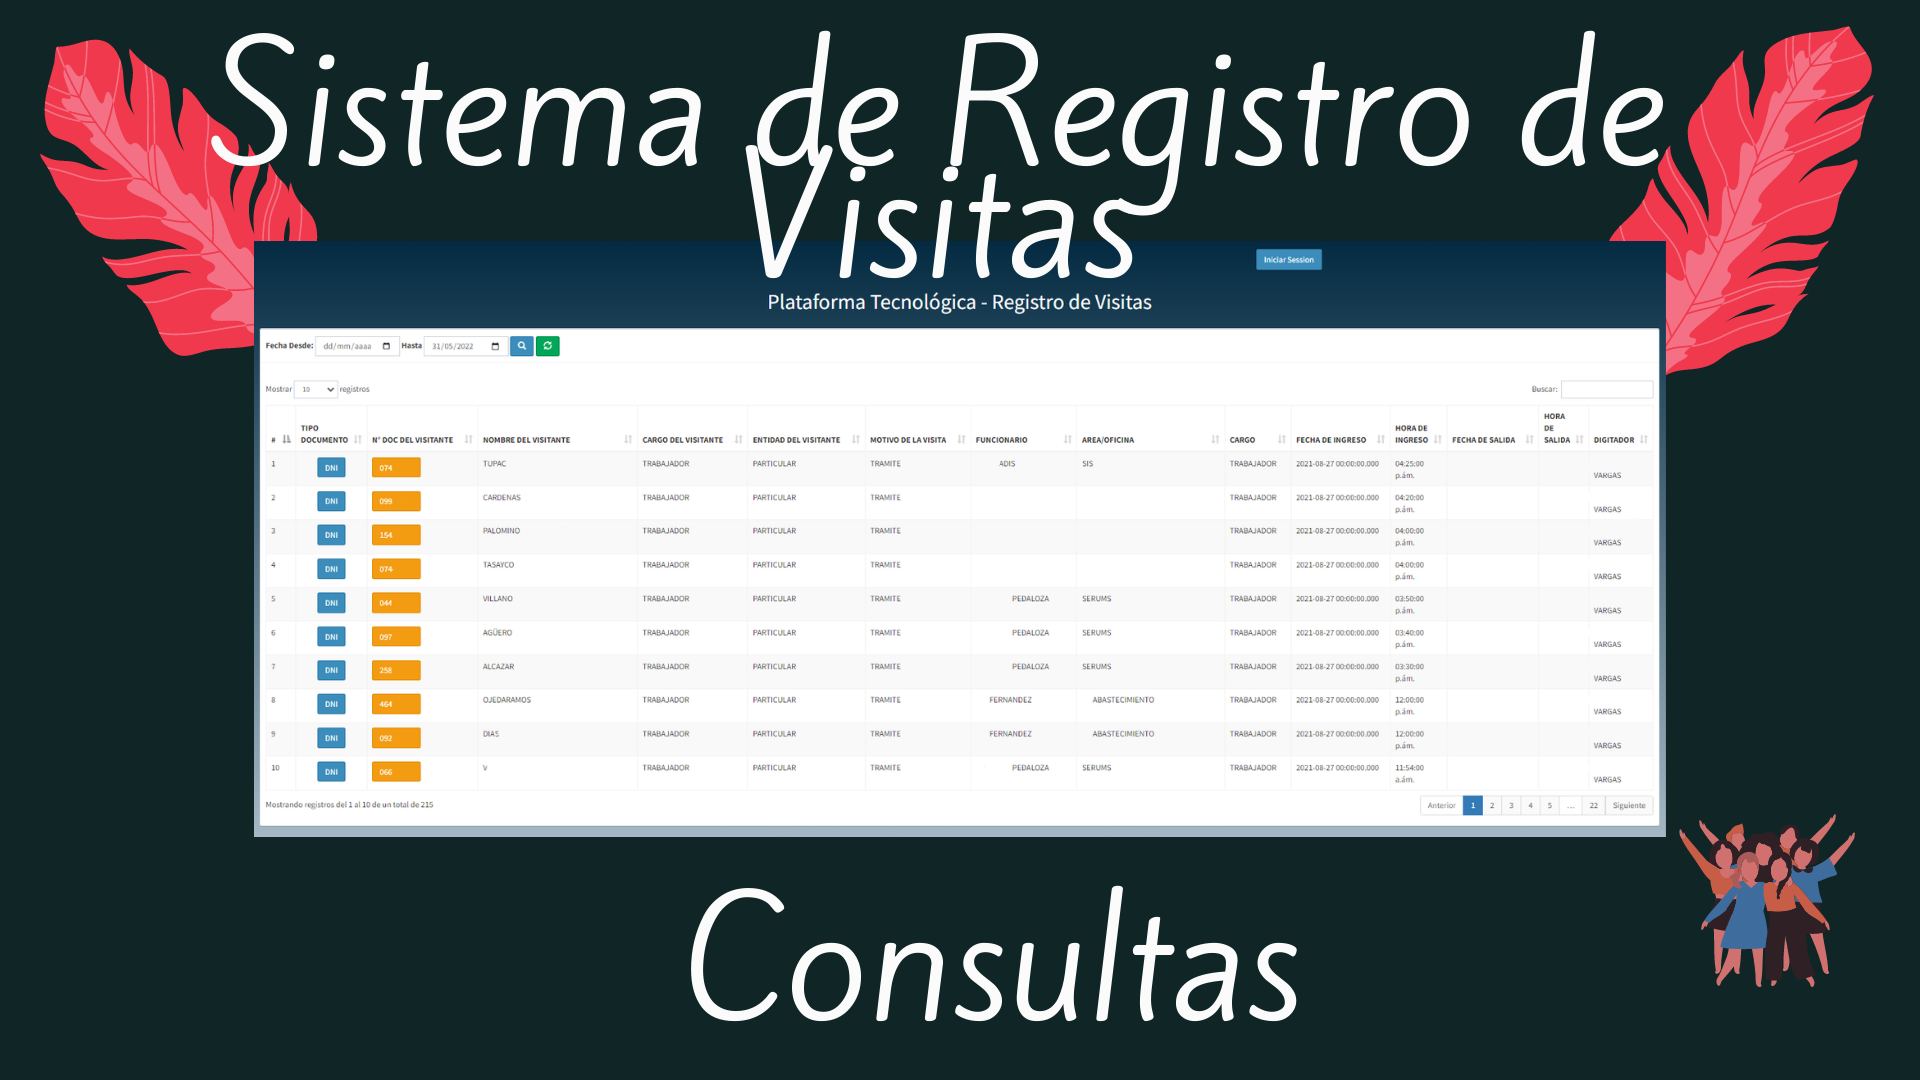 Sistema de Registro de
Visitas
Iniciar Session
Plataforma Tecnológica - Registro de Visitas
Fecha Desde: dd/mm/aaaa Hasta 31/05/2022
Mostrar 10 registros Buscar:
# TIPO DOCUMENTO N° DOC DEL VISITANTE NOMBRE DEL VISITANTE CARGO DEL VISITANTE ENTIDAD DEL VISITANTE MOTIVO DE LA VISITA FUNCIONARIO AREA/OFICINA CARGO FECHA DE INGRESO HORA DE INGRESO FECHA DE SALIDA HORA DE SALIDA DIGITADOR
1 DNI 074 TUPAC TRABAJADOR PARTICULAR TRAMITE ADIS SIS TRABAJADOR 2021-08-27 00:00:00.000 04:25:00 p.ám. VARGAS
2 DNI 099 CARDENAS TRABAJADOR PARTICULAR TRAMITE TRABAJADOR 2021-08-27 00:00:00.000 04:20:00 p.ám. VARGAS
3 DNI 154 PALOMINO TRABAJADOR PARTICULAR TRAMITE TRABAJADOR 2021-08-27 00:00:00.000 04:00:00 p.ám. VARGAS
4 DNI 074 TASAYCO TRABAJADOR PARTICULAR TRAMITE TRABAJADOR 2021-08-27 00:00:00.000 04:00:00 p.ám. VARGAS
5 DNI 044 VILLANO TRABAJADOR PARTICULAR TRAMITE PEDALOZA SERUMS TRABAJADOR 2021-08-27 00:00:00.000 03:50:00 p.ám. VARGAS
6 DNI 097 AGÜERO TRABAJADOR PARTICULAR TRAMITE PEDALOZA SERUMS TRABAJADOR 2021-08-27 00:00:00.000 03:40:00 p.ám. VARGAS
7 DNI 258 ALCAZAR TRABAJADOR PARTICULAR TRAMITE PEDALOZA SERUMS TRABAJADOR 2021-08-27 00:00:00.000 03:30:00 p.ám. VARGAS
8 DNI 464 OJEDARAMOS TRABAJADOR PARTICULAR TRAMITE FERNANDEZ ABASTECIMIENTO TRABAJADOR 2021-08-27 00:00:00.000 12:00:00 p.ám. VARGAS
9 DNI 092 DIAS TRABAJADOR PARTICULAR TRAMITE FERNANDEZ ABASTECIMIENTO TRABAJADOR 2021-08-27 00:00:00.000 12:00:00 p.ám. VARGAS
10 DNI 066 V TRABAJADOR PARTICULAR TRAMITE PEDALOZA SERUMS TRABAJADOR 2021-08-27 00:00:00.000 11:54:00 a.ám. VARGAS
Mostrando registros del 1 al 10 de un total de 215 Anterior 1 2 3 4 5 ... 22 Siguiente
Consultas